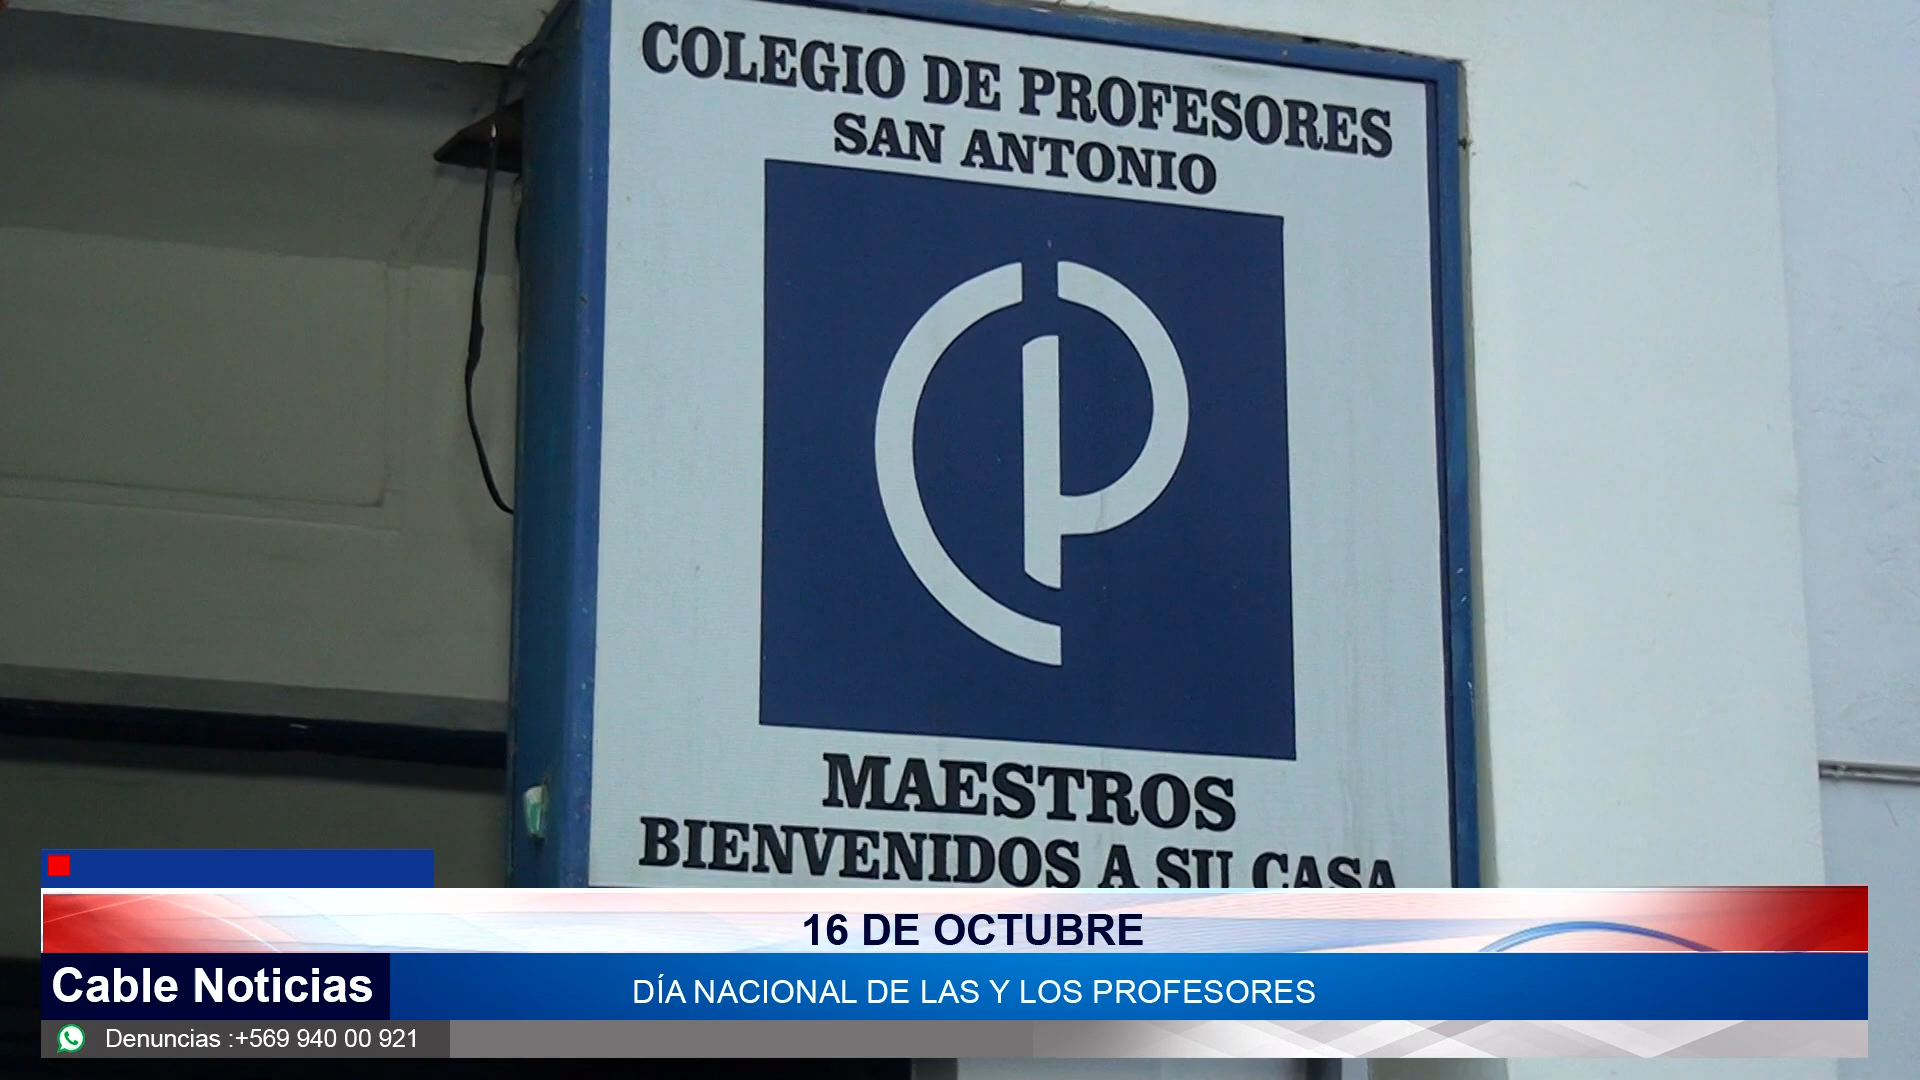 COLEGIO DE PROFESORES
SAN ANTONIO
CP
MAESTROS
BIENVENIDOS A SU CASA
16 DE OCTUBRE
Cable Noticias
DÍA NACIONAL DE LAS Y LOS PROFESORES
Denuncias :+569 940 00 921